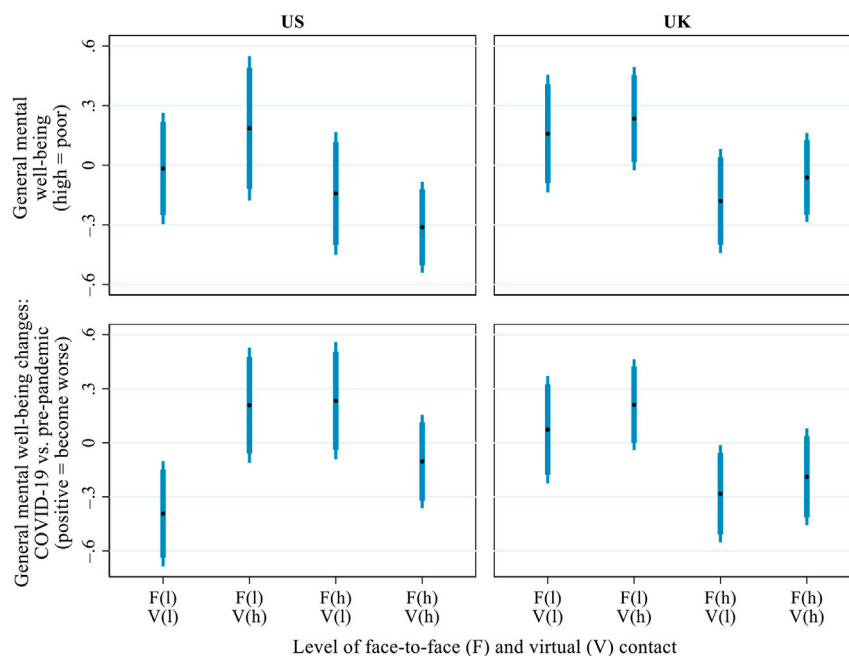 US
UK
General mental
well-being
(high = poor)
.6
.3
0
-.3
-.6
General mental well-being changes:
COVID-19 vs. pre-pandemic
(positive = become worse)
.6
.3
0
-.3
-.6
F(l) F(l) F(h) F(h) F(l) F(l) F(h) F(h)
V(l) V(h) V(l) V(h) V(l) V(h) V(l) V(h)
Level of face-to-face (F) and virtual (V) contact